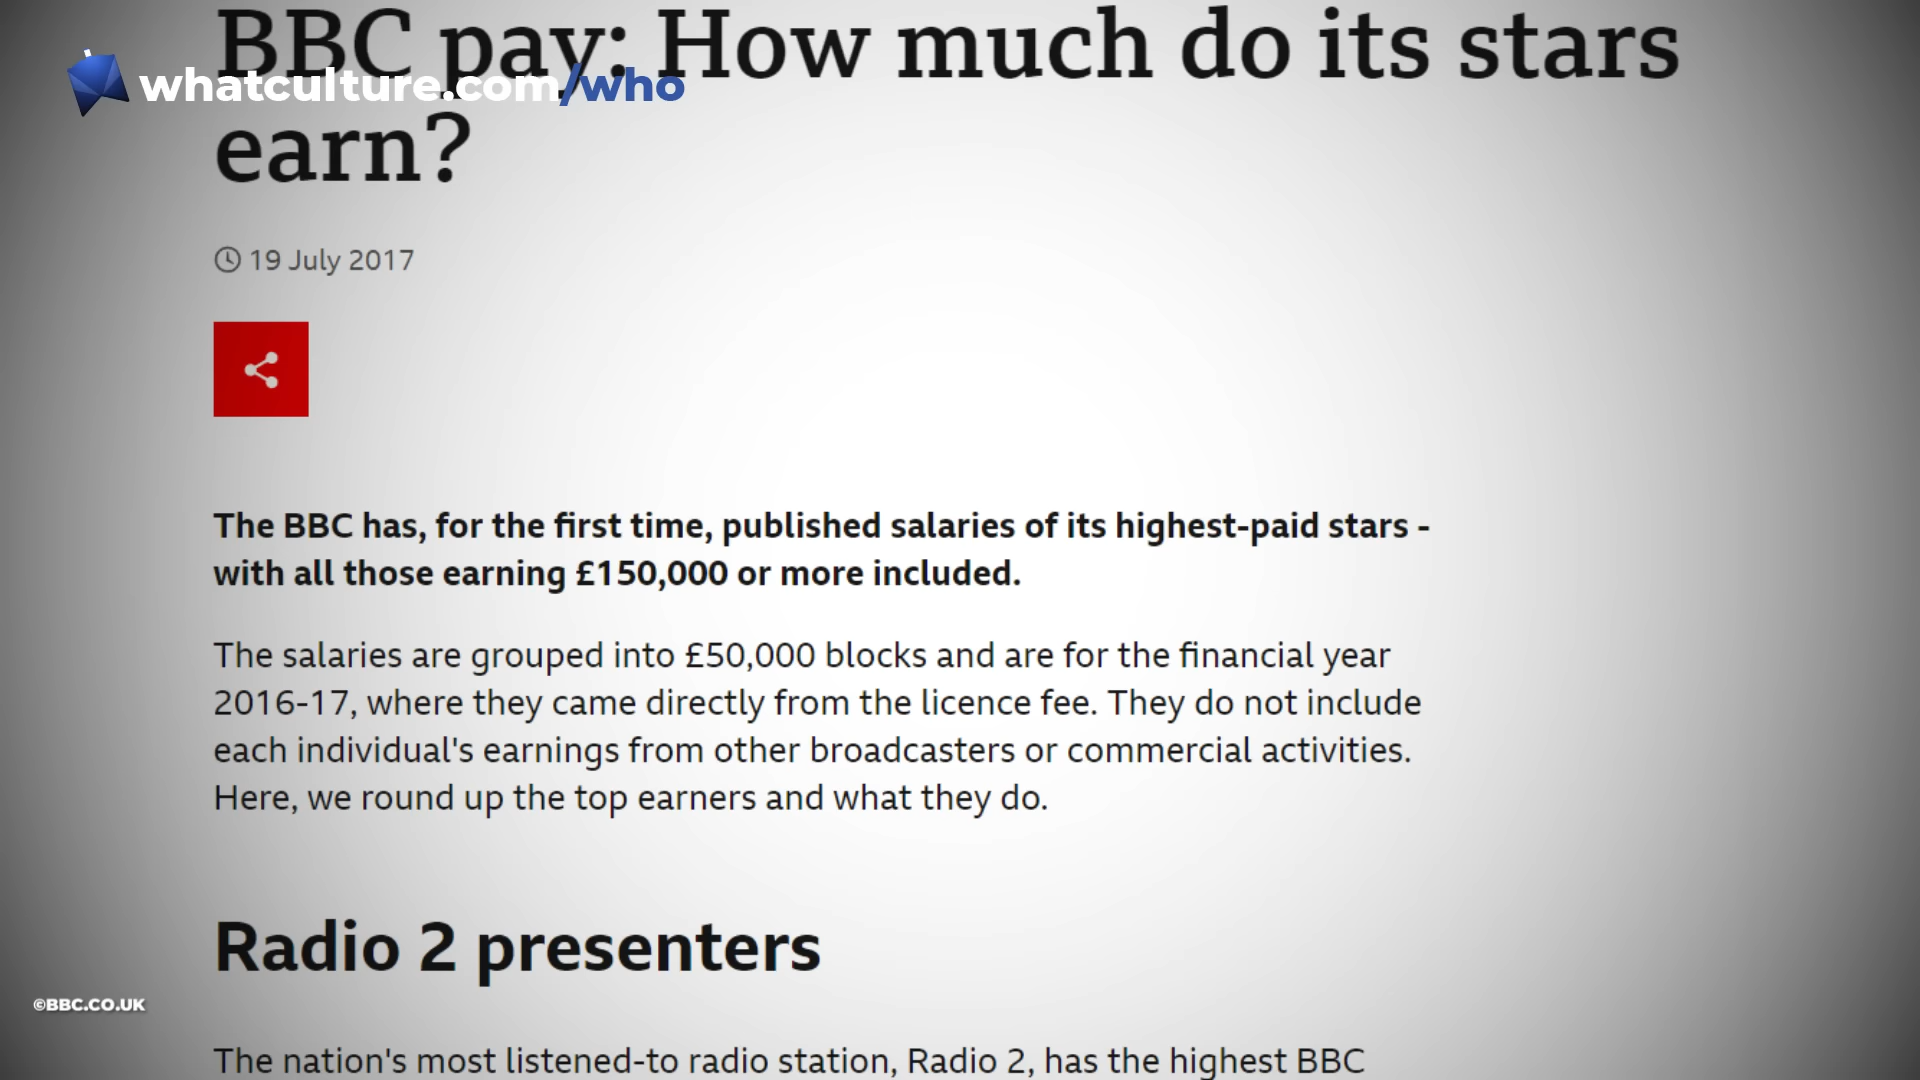 BBC pay: How much do its stars
whatculture.com/who
earn?
19 July 2017
The BBC has, for the first time, published salaries of its highest-paid stars -
with all those earning £150,000 or more included.
The salaries are grouped into £50,000 blocks and are for the financial year
2016-17, where they came directly from the licence fee. They do not include
each individual's earnings from other broadcasters or commercial activities.
Here, we round up the top earners and what they do.
Radio 2 presenters
©BBC.CO.UK
The nation's most listened-to radio station, Radio 2, has the highest BBC